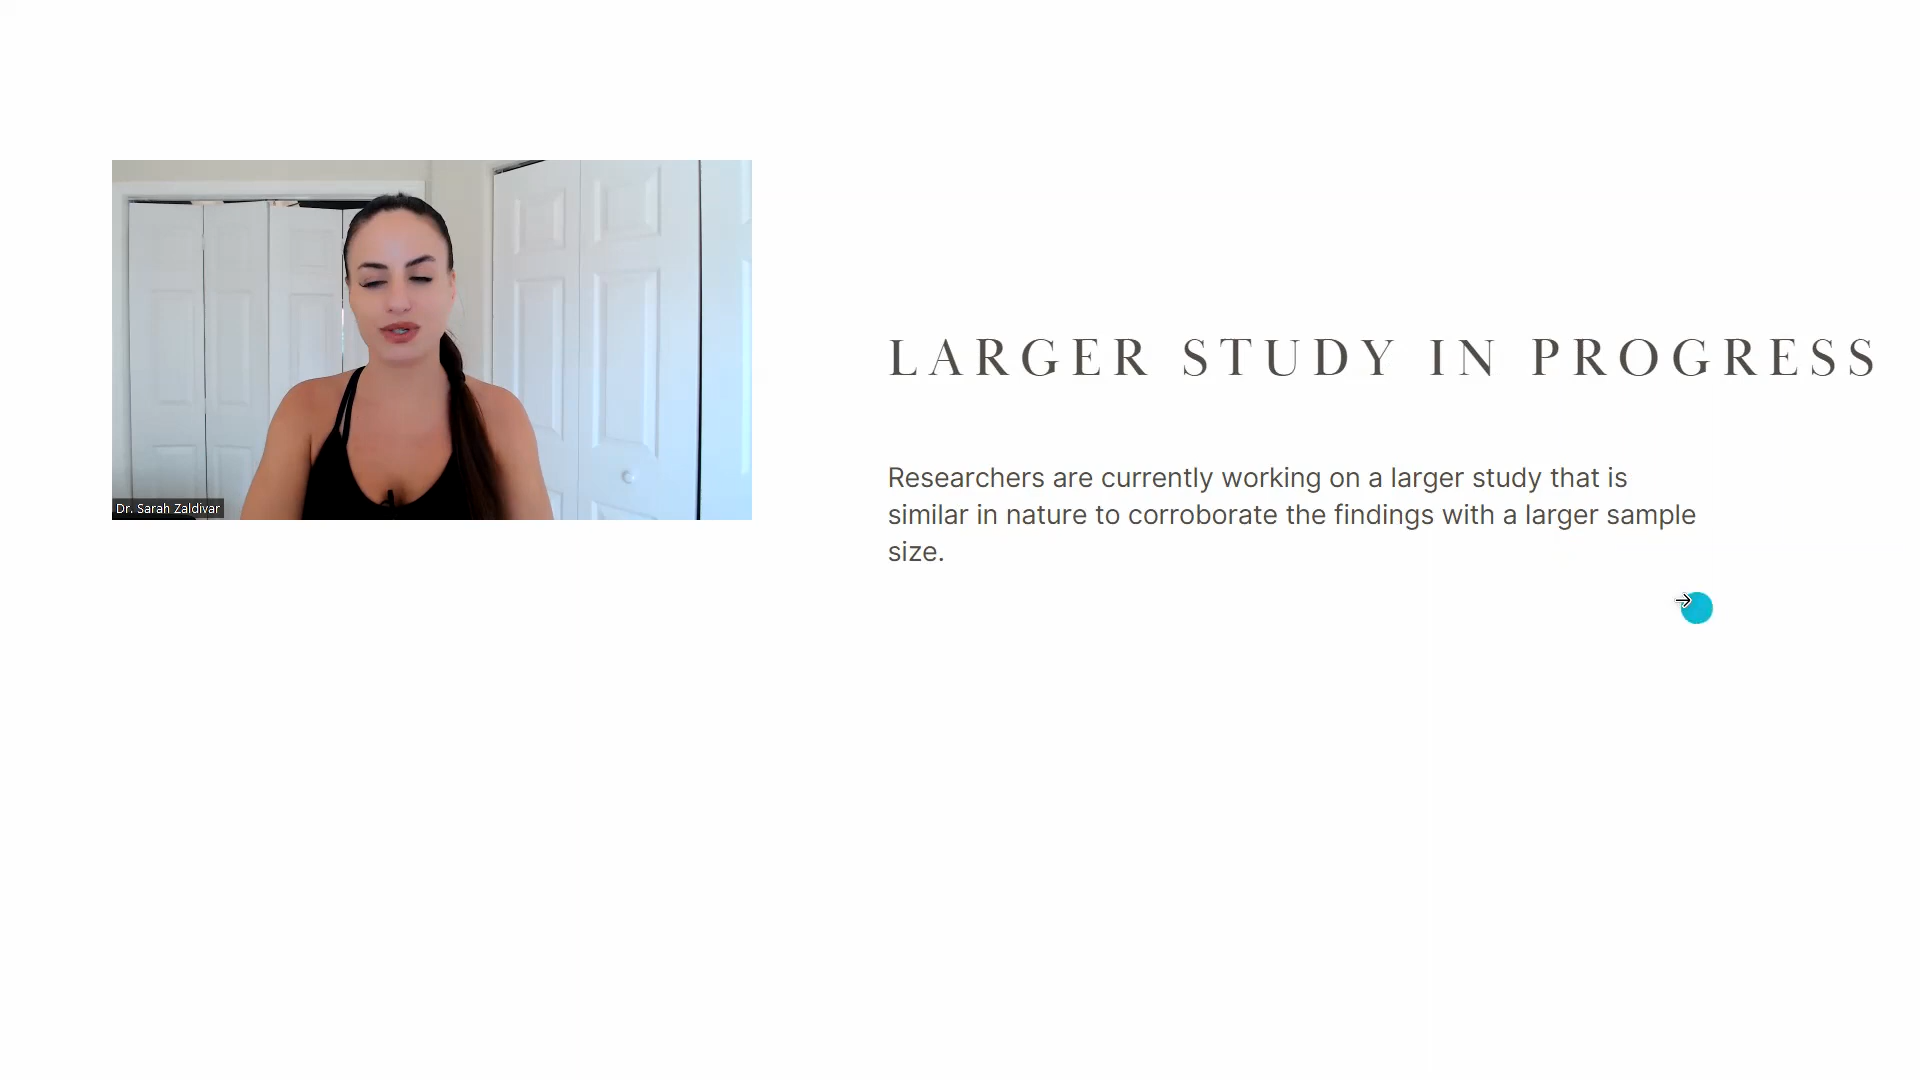 Dr. Sarah Zaldivar
LARGER STUDY IN PROGRESS
Researchers are currently working on a larger study that is
similar in nature to corroborate the findings with a larger sample
size.